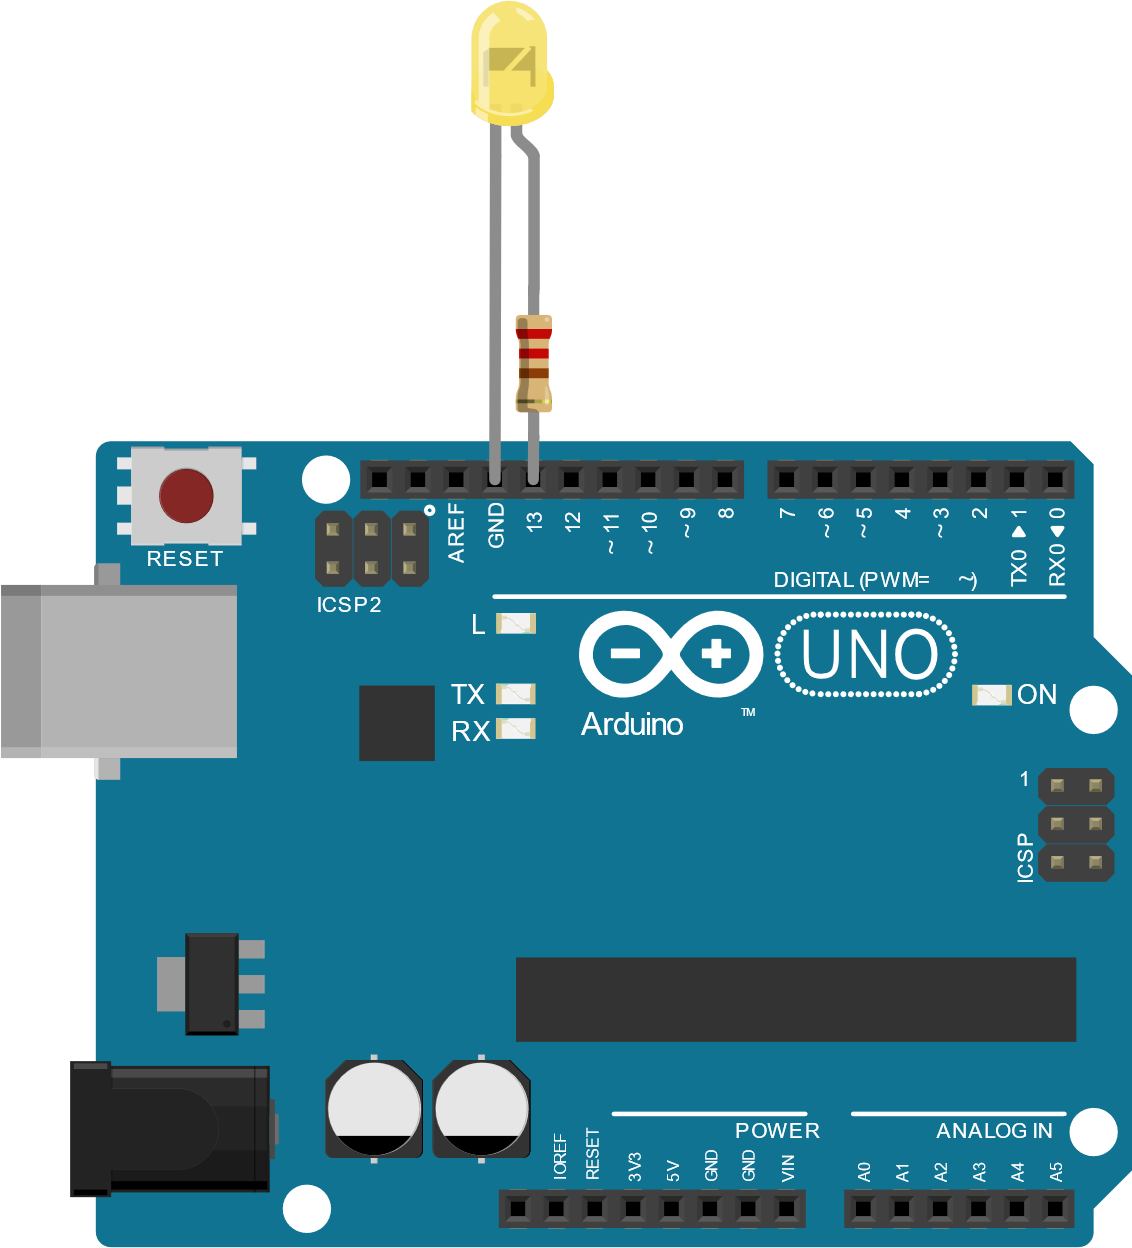 RESET
ICSP2
AREF
GND
13
12
~ 11
~ 10
~ 9
8
7
~ 6
~ 5
4
~ 3
2
TX0 ▶ 1
RX0 ◀ 0
DIGITAL (PWM= ~)
L
TX
RX
Arduino
TM
UNO
ON
1
ICSP
POWER
ANALOG IN
IOREF
RESET
3V3
5V
GND
GND
VIN
A0
A1
A2
A3
A4
A5